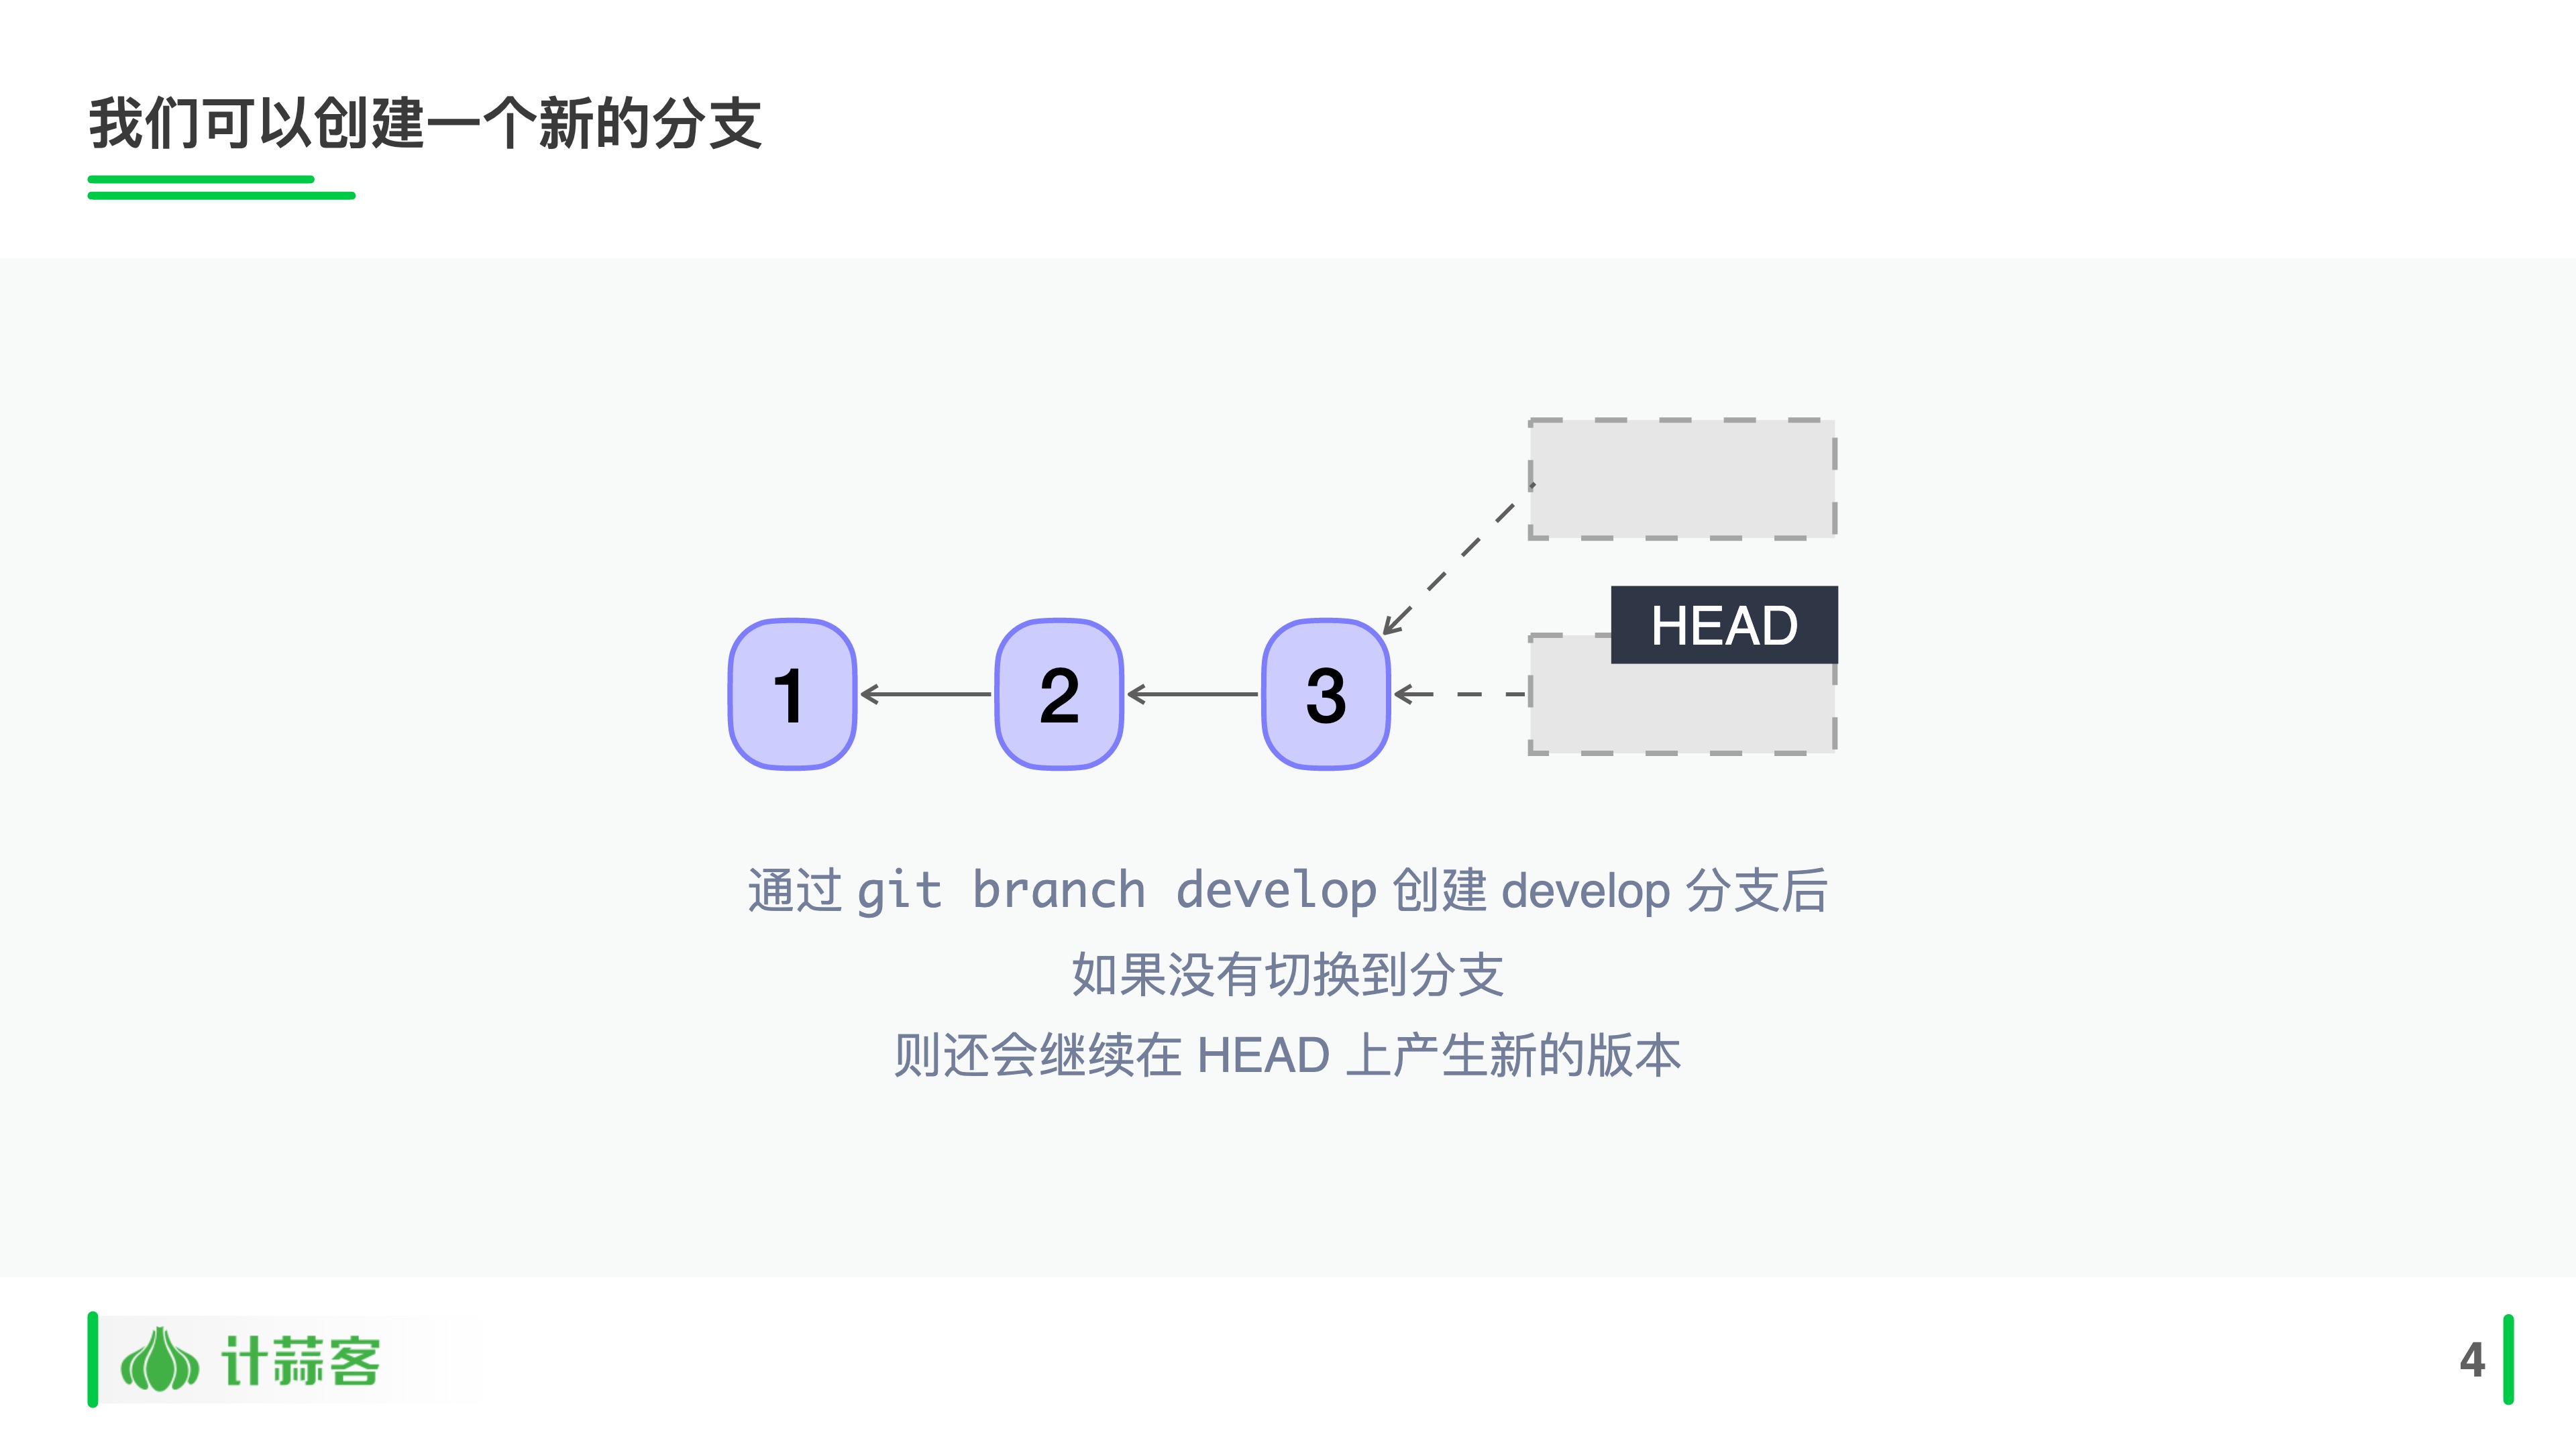 我们可以创建一个新的分支
HEAD
1
2
3
通过 git branch develop 创建 develop 分支后
如果没有切换到分支
则还会继续在 HEAD 上产生新的版本
计蒜客
4